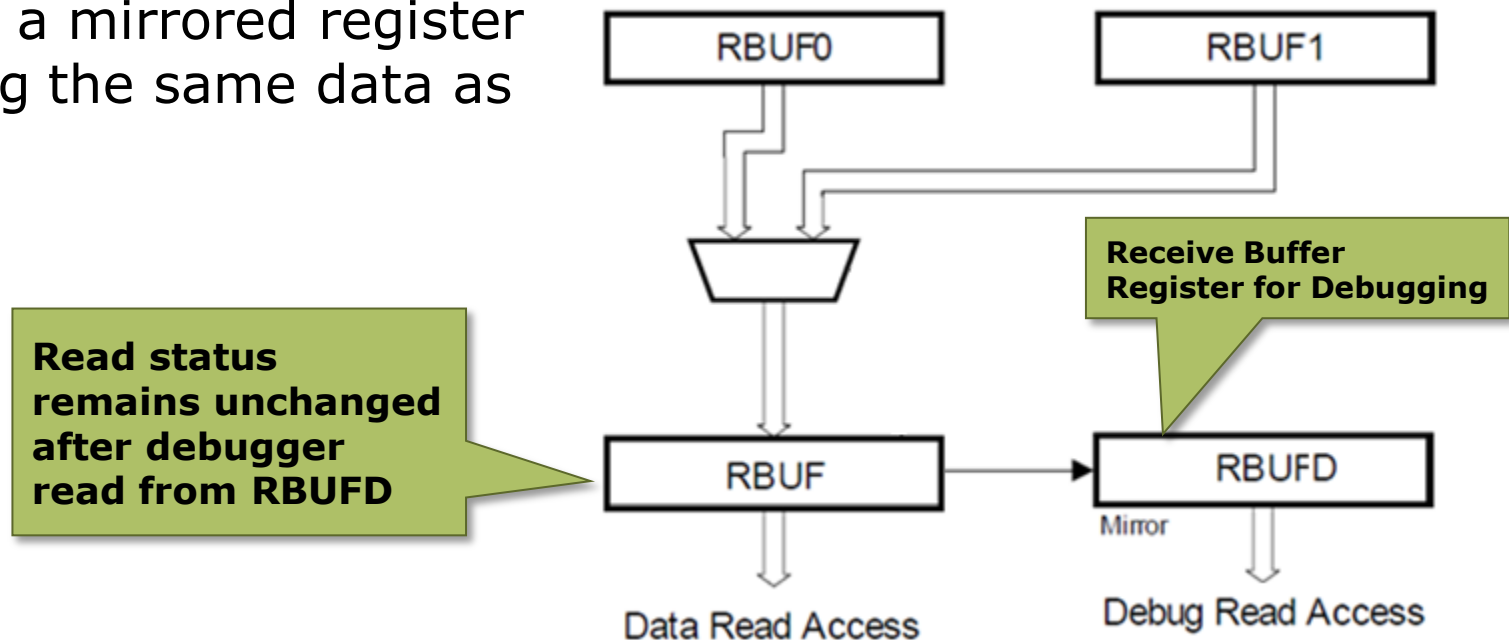 a mirrored register
g the same data as
RBUF0
RBUF1
Receive Buffer
Register for Debugging
Read status
remains unchanged
after debugger
read from RBUFD
RBUF
RBUFD
Mirror
Data Read Access
Debug Read Access